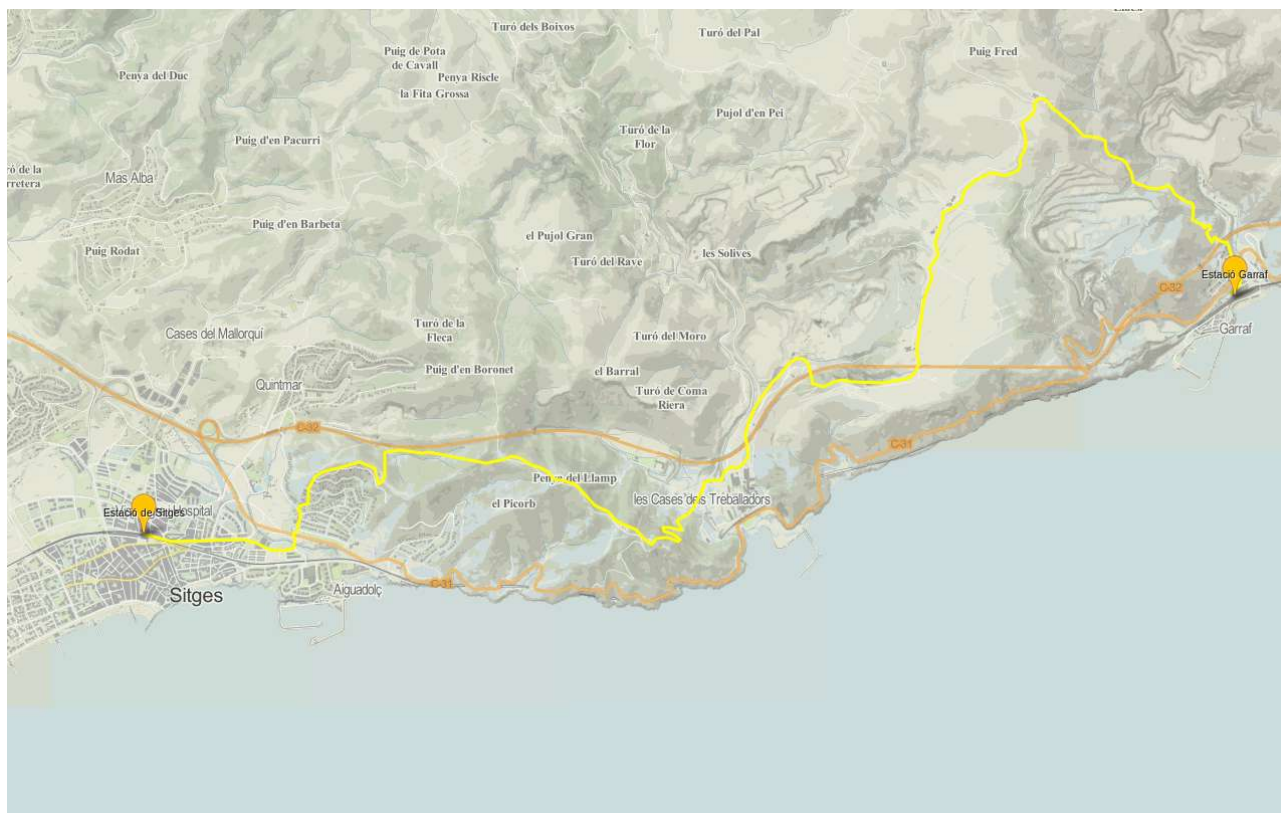 Turó dels Boixos
Turó del Pal
Puig de Pota
de Cavall
Puig Fred
Penya del Duc
Penya Riscle
la Fita Grossa
Pujol d'en Pei
Turó de la
Flor
Puig d'en Pacurri
Mas Alba
Puig d'en Barbeta
el Pujol Gran
Puig Rodat
les Solives
Turó del Rave
Estació Garraf
C-32
Garraf
Cases del Mallorquí
Turó de la
Fleca
Turó del Moro
Puig d'en Boronet
el Barral
Quintmar
Turó de Coma
Riera
C-32
C-31
Penya del Llamp
les Cases dels Treballadors
el Picorb
Hospital
Estació de Sitges
C-31
Aiguadolç
Sitges